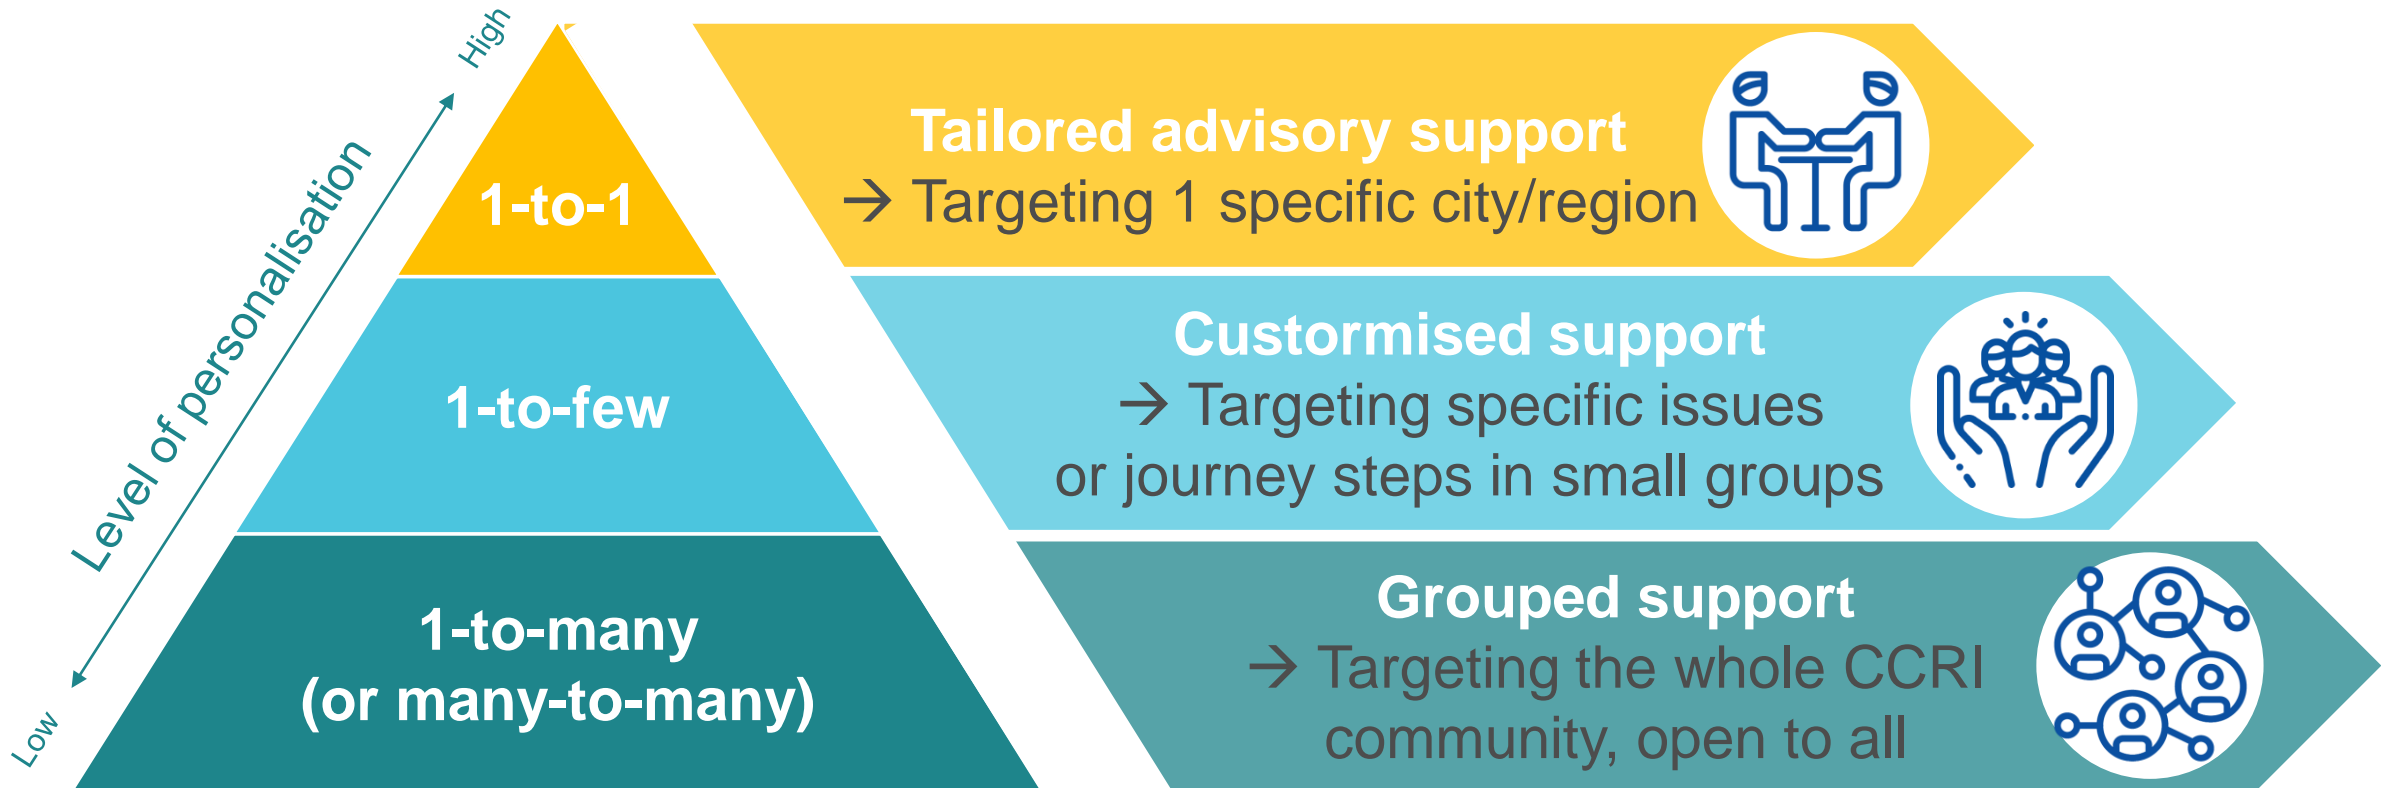 High
Level of personalisation
Low
1-to-1
Tailored advisory support
→ Targeting 1 specific city/region
1-to-few
Custormised support
→ Targeting specific issues
or journey steps in small groups
1-to-many
(or many-to-many)
Grouped support
→ Targeting the whole CCRI
community, open to all